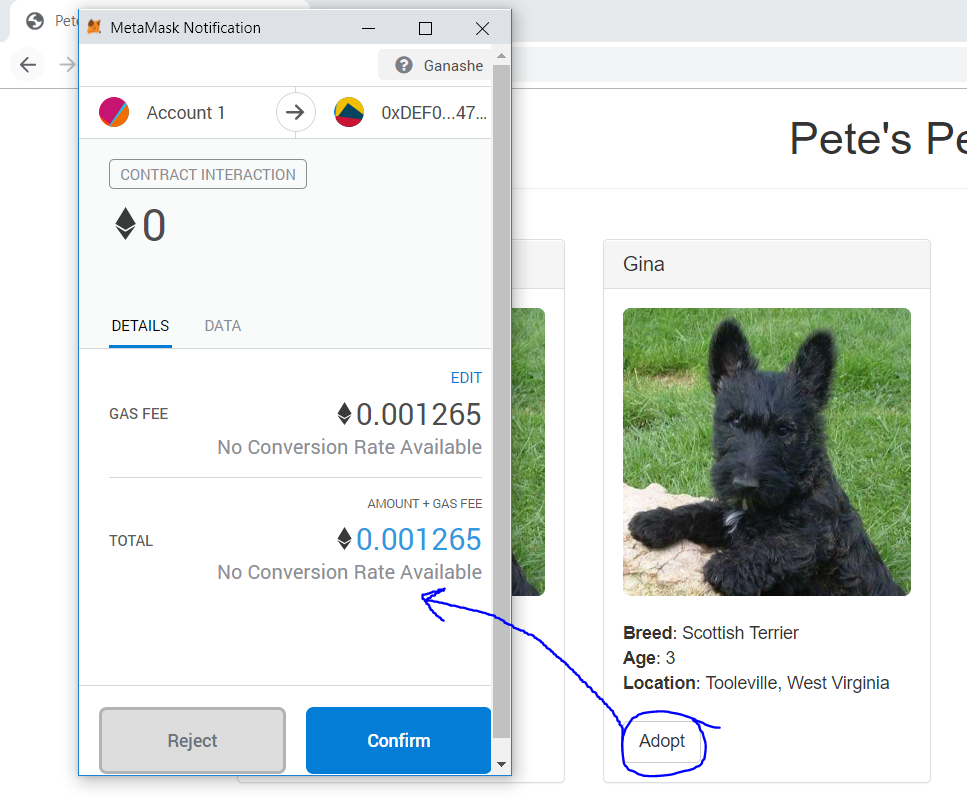 Pete
MetaMask Notification
Ganashe
Account 1
0xDEF0...47...
CONTRACT INTERACTION
0
DETAILS
DATA
EDIT
GAS FEE
0.001265
No Conversion Rate Available
AMOUNT + GAS FEE
TOTAL
0.001265
No Conversion Rate Available
Reject
Confirm
Pete's Pe
Gina
Breed: Scottish Terrier
Age: 3
Location: Tooleville, West Virginia
Adopt